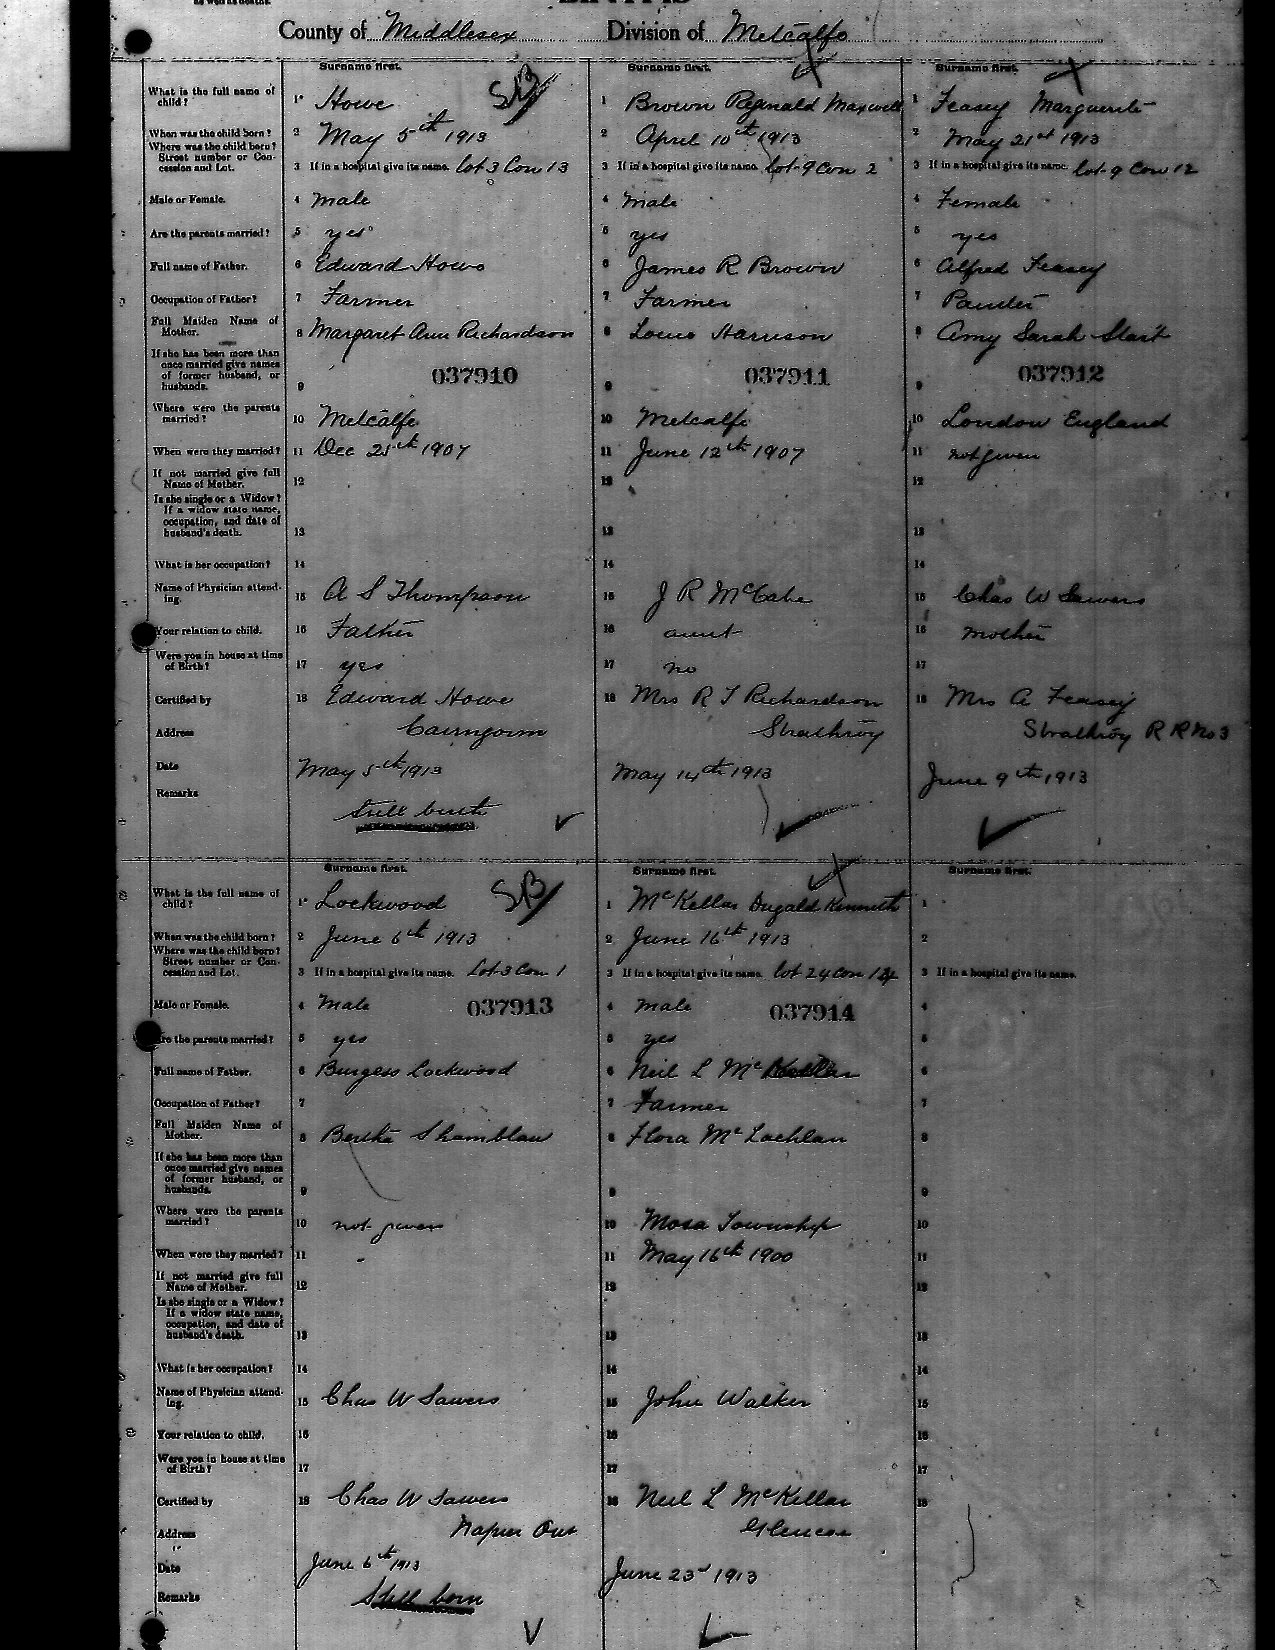 as well as deaths.
BIRTHS
County of Middlesex Division of Metcalfe
Surname first. Surname first. Surname first.
SB
What is the full name of child? 1 Howe 1 Brown Reginald Maxwell 1 Feasey Marguerite
When was the child born? 2 May 5th 1913 2 April 10th 1913 2 May 21st 1913
Where was the child born? Street number or Concession and Lot. 3 If in a hospital give its name. Lot 3 Con 13 3 If in a hospital give its name. lot 9 Con 2 3 If in a hospital give its name. lot 9 Con 12
Male or Female. 4 male 4 male 4 Female
Are the parents married? 5 yes 5 yes 5 yes
Full name of Father. 6 Edward Howe 6 James R Brown 6 Alfred Feasey
Occupation of Father? 7 Farmer 7 Farmer 7
Full Maiden Name of Mother. 8 Margaret Ann Richardson 8 Harrison 8 Amy Sarah Start
If she has been more than once married give names of former husband, or husbands. 9 037910 9 037911 9 037912
Where were the parents married? 10 Metcalfe 10 Metcalfe 10 London England
When were they married? 11 Dec 25th 1907 11 June 12th 1907 11 not given
If not married give full Name of Mother. 12 12 12
Is she single or a Widow? If a widow state name, occupation, and date of husband's death. 13 13 13
What is her occupation? 14 14 14
Name of Physician attending. 15 A S Thompson 15 J R McCabe 15 Chas W Sawers
Your relation to child. 16 Father 16 aunt 16 mother
Were you in house at time of Birth? 17 yes 17 no 17
Certified by 18 Edward Howe 18 Mrs R T Richardson 18 Mrs A Feasey
Address Cairngorm Strathroy Strathroy R R No 3
Date May 5th 1913 May 14th 1913 June 9th 1913
Remarks Still birth
Surname first. Surname first. Surname first.
SB
What is the full name of child? 1 Lockwood 1 McKellar Dugald Kenneth 1
When was the child born? 2 June 6th 1913 2 June 16th 1913 2
Where was the child born? Street number or Concession and Lot. 3 If in a hospital give its name. Lot 3 Con 1 3 If in a hospital give its name. lot 24 Con 3 If in a hospital give its name.
Male or Female. 4 Male 037913 4 male 037914 4
Are the parents married? 5 yes 5 yes 5
Full name of Father. 6 Burgess Lockwood 6 Neil L McKellar 6
Occupation of Father? 7 7 Farmer 7
Full Maiden Name of Mother. 8 Bertha Shamblaw 8 Flora McLachlan 8
If she has been more than once married give names of former husband, or husbands. 9 9 9
Where were the parents married? 10 not given 10 Mosa Township 10
When were they married? 11 - 11 May 16th 1900 11
If not married give full Name of Mother. 12 12 12
Is she single or a Widow? If a widow state name, occupation, and date of husband's death. 13 13 13
What is her occupation? 14 14 14
Name of Physician attending. 15 Chas W Sawers 15 John Walker 15
Your relation to child. 16 16 16
Were you in house at time of Birth? 17 17 17
Certified by 18 Chas W Sawers 18 Neil L McKellar 18
Address Napier Ont Glencoe
Date June 6th 1913 June 23rd 1913
Remarks Still born